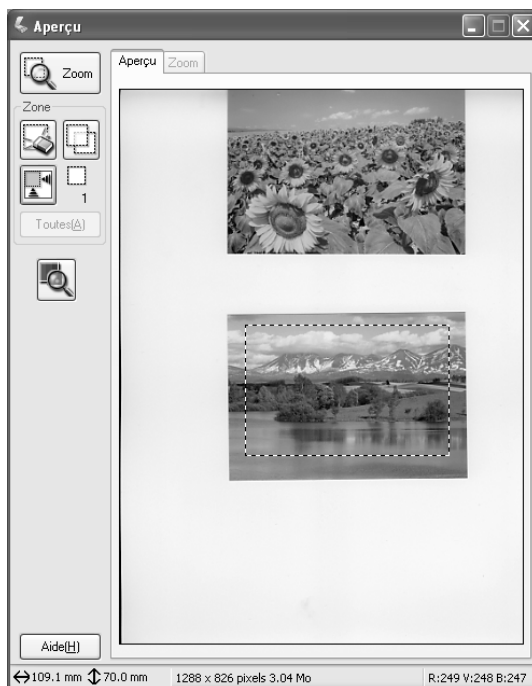 Aperçu
Zoom
Aperçu Zoom
Zone
1
Toutes(A)
Aide(H)
109.1 mm 70.0 mm 1288 x 826 pixels 3.04 Mo R:249 V:248 B:247